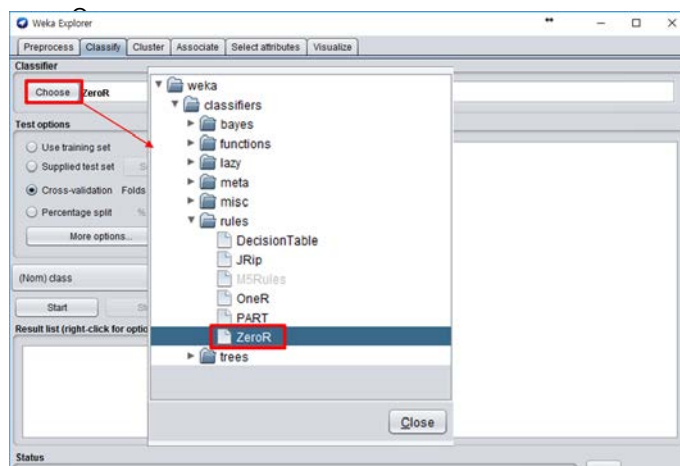 Weka Explorer
Preprocess Classify Cluster Associate Select attributes Visualize
Classifier
Choose ZeroR
Test options
Use training set
Supplied test set
Cross-validation Folds
Percentage split %
More options...
(Nom) class
Start
Result list (right-click for optio
weka
classifiers
bayes
functions
lazy
meta
misc
rules
DecisionTable
JRip
M5Rules
OneR
PART
ZeroR
trees
Close
Status